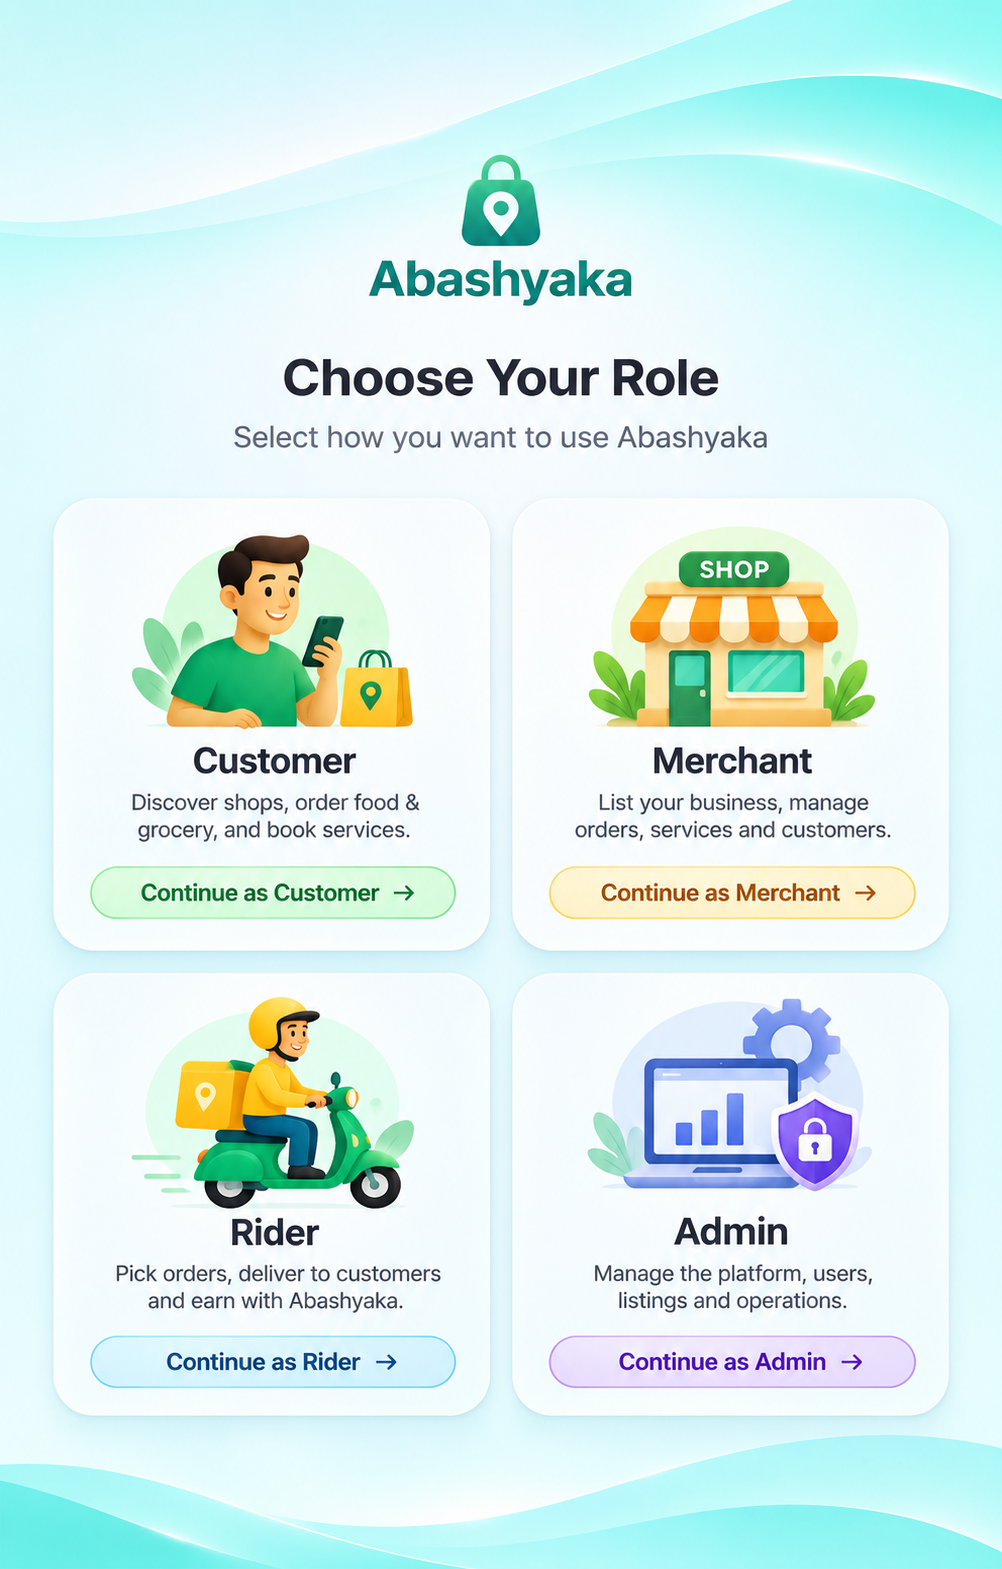 Abashyaka
Choose Your Role
Select how you want to use Abashyaka
Customer
Discover shops, order food &
grocery, and book services.
Continue as Customer →
SHOP
Merchant
List your business, manage
orders, services and customers.
Continue as Merchant →
Rider
Pick orders, deliver to customers
and earn with Abashyaka.
Continue as Rider →
Admin
Manage the platform, users,
listings and operations.
Continue as Admin →